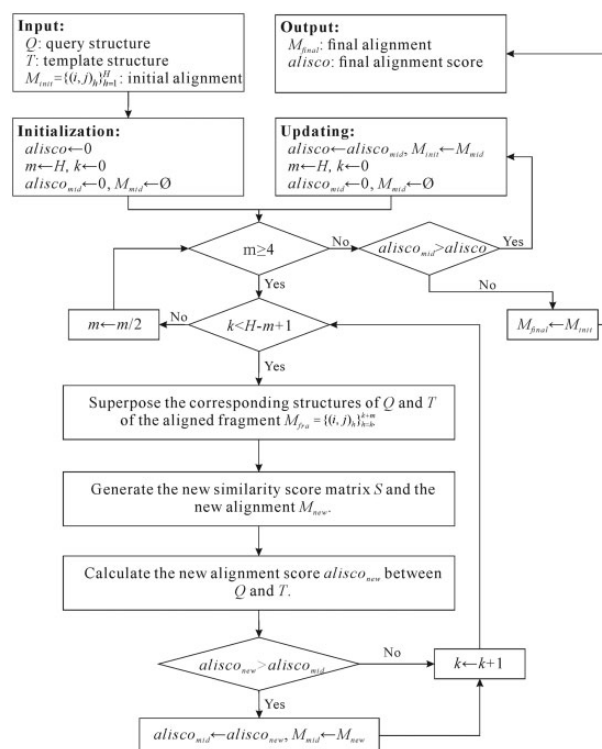 Input:
Q: query structure
T: template structure
M_init={(i, j)_h}_{h=1}^H: initial alignment
Output:
M_final: final alignment
alisco: final alignment score
Initialization:
alisco←0
m←H, k←0
alisco_mid←0, M_mid←Ø
Updating:
alisco←alisco_mid, M_init←M_mid
m←H, k←0
alisco_mid←0, M_mid←Ø
m≥4
No
alisco_mid>alisco
Yes
Yes
No
m←m/2
No
k<H-m+1
M_final←M_init
Yes
Superpose the corresponding structures of Q and T
of the aligned fragment M_fra = {(i, j)_h}_{h=k}^{k+m}
Generate the new similarity score matrix S and the
new alignment M_new.
Calculate the new alignment score alisco_new between
Q and T.
alisco_new>alisco_mid
No
k←k+1
Yes
alisco_mid←alisco_new, M_mid←M_new